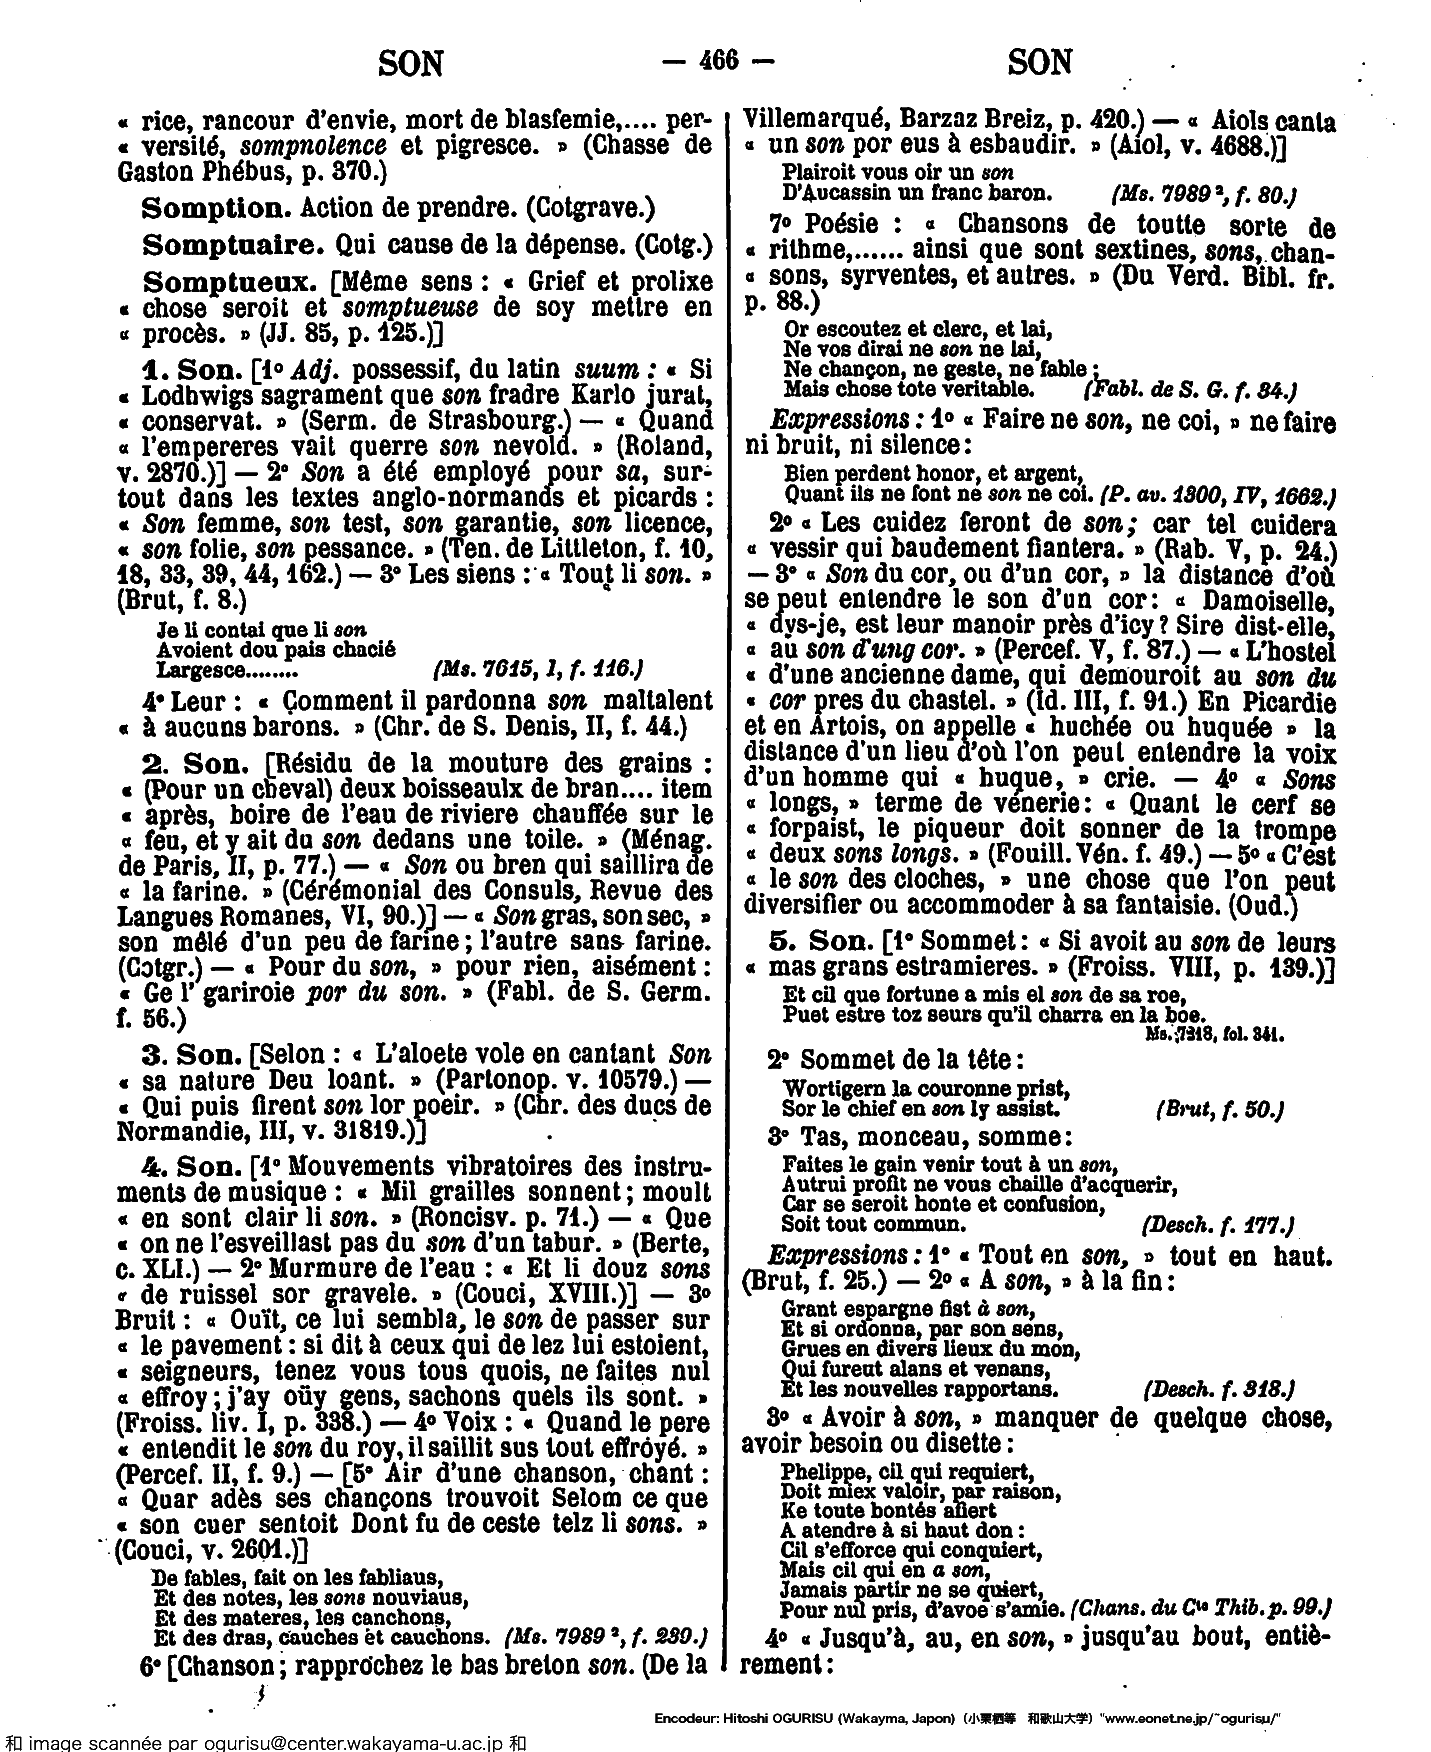 SON — 466 — SON
« rice, rancour d'envie, mort de blasfemie,.... per-
« versité, sompnolence et pigresce. » (Chasse de
Gaston Phébus, p. 370.)
Somption. Action de prendre. (Cotgrave.)
Somptuaire. Qui cause de la dépense. (Cotg.)
Somptueux. [Même sens : « Grief et prolixe
« chose seroit et somptueuse de soy mettre en
« procès. » (JJ. 85, p. 125.)]
1. Son. [1º Adj. possessif, du latin suum : « Si
« Lodhwigs sagrament que son fradre Karlo jurat,
« conservat. » (Serm. de Strasbourg.) — « Quand
« l'empereres vait querre son nevold. » (Roland,
v. 2870.)] — 2º Son a été employé pour sa, sur-
tout dans les textes anglo-normands et picards :
« Son femme, son test, son garantie, son licence,
« son folie, son pessance. » (Ten. de Littleton, f. 10,
18, 33, 39, 44, 162.) — 3º Les siens : « Tout li son. »
(Brut, f. 8.)
Je li contai que li son
Avoient dou pais chacié
Largesce........ (Ms. 7615, I, f. 116.)
4º Leur : « Comment il pardonna son maltalent
« à aucuns barons. » (Chr. de S. Denis, II, f. 44.)
2. Son. [Résidu de la mouture des grains :
« (Pour un cheval) deux boisseaulx de bran.... item
« après, boire de l'eau de riviere chauffée sur le
« feu, et y ait du son dedans une toile. » (Ménag.
de Paris, II, p. 77.) — « Son ou bren qui saillira de
« la farine. » (Cérémonial des Consuls, Revue des
Langues Romanes, VI, 90.)] — « Son gras, son sec, »
son mêlé d'un peu de farine ; l'autre sans farine.
(Cotgr.) — « Pour du son, » pour rien, aisément :
« Ge l' gariroie por du son. » (Fabl. de S. Germ.
f. 56.)
3. Son. [Selon : « L'aloete vole en cantant Son
« sa nature Deu loant. » (Partonop. v. 10579.) —
« Qui puis firent son lor poeir. » (Chr. des ducs de
Normandie, III, v. 31819.)]
4. Son. [1º Mouvements vibratoires des instru-
ments de musique : « Mil grailles sonnent ; moult
« en sont clair li son. » (Roncisv. p. 71.) — « Que
« on ne l'esveillast pas du son d'un tabur. » (Berte,
c. XLI.) — 2º Murmure de l'eau : « Et li douz sons
« de ruissel sor gravele. » (Couci, XVIII.)] — 3º
Bruit : « Ouït, ce lui sembla, le son de passer sur
« le pavement : si dit à ceux qui de lez lui estoient,
« seigneurs, tenez vous tous quois, ne faites nul
« effroy ; j'ay oüy gens, sachons quels ils sont. »
(Froiss. liv. I, p. 338.) — 4º Voix : « Quand le pere
« entendit le son du roy, il saillit sus tout effröyé. »
(Percef. II, f. 9.) — [5º Air d'une chanson, chant :
« Quar adès ses chançons trouvoit Selom ce que
« son cuer sentoit Dont fu de ceste telz li sons. »
(Couci, v. 2601.)]
De fables, fait on les fabliaus,
Et des notes, les sons nouviaus,
Et des materes, les canchons,
Et des dras, cauches et cauchons. (Ms. 7989 ², f. 239.)
6º [Chanson ; rapprochez le bas breton son. (De la
Villemarqué, Barzaz Breiz, p. 420.) — « Aiols canta
« un son por eus à esbaudir. » (Aiol, v. 4688.)]
Plairoit vous oir un son
D'Aucassin un franc baron. (Ms. 7989 ², f. 80.)
7º Poésie : « Chansons de toutte sorte de
« rithme,...... ainsi que sont sextines, sons, chan-
« sons, syrventes, et autres. » (Du Verd. Bibl. fr.
p. 88.)
Or escoutez et clerc, et lai,
Ne vos dirai ne son ne lai,
Ne chançon, ne geste, ne fable ;
Mais chose tote veritable. (Fabl. de S. G. f. 84.)
Expressions : 1º « Faire ne son, ne coi, » ne faire
ni bruit, ni silence :
Bien perdent honor, et argent,
Quant ils ne font ne son ne coi. (P. av. 1300, IV, 1662.)
2º « Les cuidez feront de son ; car tel cuidera
« vessir qui baudement fiantera. » (Rab. V, p. 24.)
— 3º « Son du cor, ou d'un cor, » la distance d'où
se peut entendre le son d'un cor : « Damoiselle,
« dys-je, est leur manoir près d'icy ? Sire dist-elle,
« au son d'ung cor. » (Percef. V, f. 87.) — « L'hostel
« d'une ancienne dame, qui demouroit au son du
« cor pres du chastel. » (Id. III, f. 91.) En Picardie
et en Artois, on appelle « huchée ou huquée » la
distance d'un lieu d'où l'on peut entendre la voix
d'un homme qui « huque, » crie. — 4º « Sons
« longs, » terme de vénerie : « Quant le cerf se
« forpaist, le piqueur doit sonner de la trompe
« deux sons longs. » (Fouill. Vén. f. 49.) — 5º « C'est
« le son des cloches, » une chose que l'on peut
diversifier ou accommoder à sa fantaisie. (Oud.)
5. Son. [1º Sommet : « Si avoit au son de leurs
« mas grans estramieres. » (Froiss. VIII, p. 139.)]
Et cil que fortune a mis el son de sa roe,
Puet estre toz seurs qu'il charra en la boe.
Ms. 7218, fol. 341.
2º Sommet de la tête :
Wortigern la couronne prist,
Sor le chief en son ly assist. (Brut, f. 50.)
3º Tas, monceau, somme :
Faites le gain venir tout à un son,
Autrui profit ne vous chaille d'acquerir,
Car se seroit honte et confusion,
Soit tout commun. (Desch. f. 177.)
Expressions : 1º « Tout en son, » tout en haut.
(Brut, f. 25.) — 2º « A son, » à la fin :
Grant espargne fist à son,
Et si ordonna, par son sens,
Grues en divers lieux du mon,
Qui fureut alans et venans,
Et les nouvelles rapportans. (Desch. f. 318.)
3º « Avoir à son, » manquer de quelque chose,
avoir besoin ou disette :
Phelippe, cil qui requiert,
Doit miex valoir, par raison,
Ke toute bontés afiert
A atendre à si haut don :
Cil s'efforce qui conquiert,
Mais cil qui en a son,
Jamais partir ne se quiert,
Pour nul pris, d'avoe s'amie. (Chans. du Cte Thib. p. 99.)
4º « Jusqu'à, au, en son, » jusqu'au bout, entiè-
rement :
Encodeur: Hitoshi OGURISU (Wakayma, Japon) (小栗栖等 和歌山大学) "www.eonet.ne.jp/~ogurisu/"
和 image scannée par ogurisu@center.wakayama-u.ac.jp 和